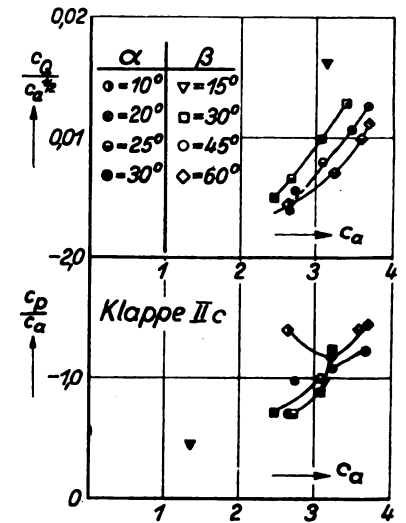 0,02
c_Q
c_a^{3/2}
α β
◐=10° ▽=15°
=20° □=30°
0,01
=25° ○=45°
=30° ◇=60°
c_a
-2,0 1 2 3 4
c_p
c_a
Klappe II c
-1,0
c_a
0
1 2 3 4